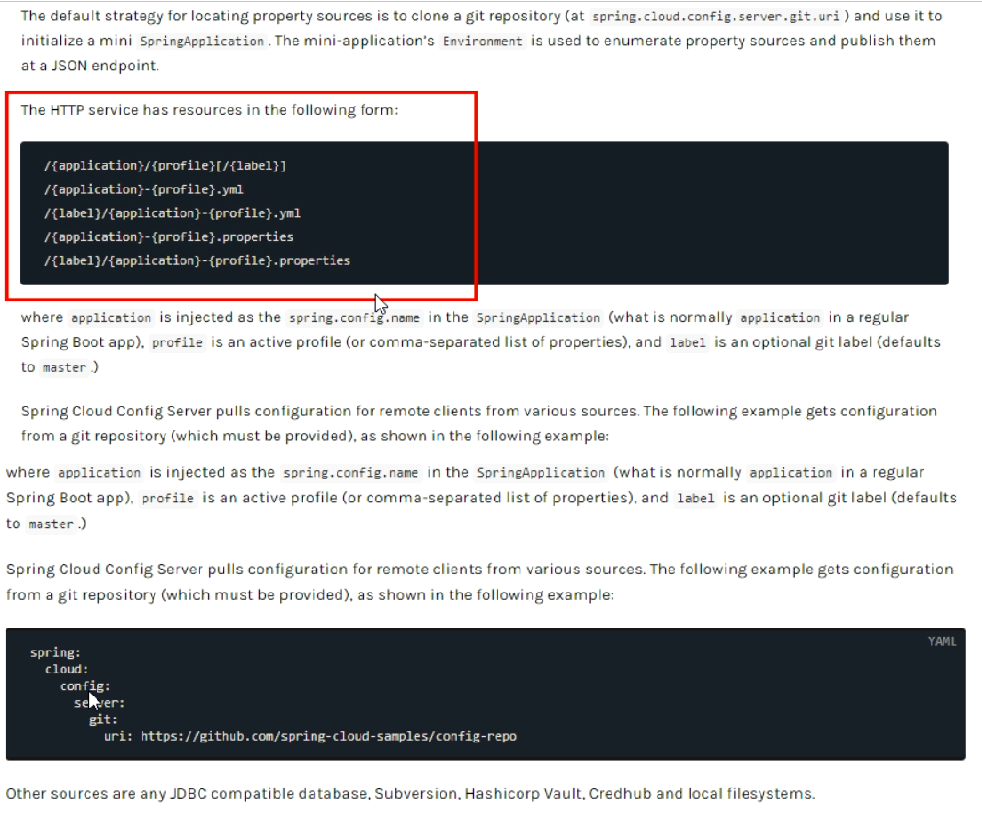 The default strategy for locating property sources is to clone a git repository (at spring.cloud.config.server.git.uri) and use it to
initialize a mini SpringApplication. The mini-application's Environment is used to enumerate property sources and publish them
at a JSON endpoint.
The HTTP service has resources in the following form:
/{application}/{profile}[/{label}]
/{application}-{profile}.yml
/{label}/{application}-{profile}.yml
/{application}-{profile}.properties
/{label}/{application}-{profile}.properties
where application is injected as the spring.config.name in the SpringApplication (what is normally application in a regular
Spring Boot app), profile is an active profile (or comma-separated list of properties), and label is an optional git label (defaults
to master.)
Spring Cloud Config Server pulls configuration for remote clients from various sources. The following example gets configuration
from a git repository (which must be provided), as shown in the following example:
where application is injected as the spring.config.name in the SpringApplication (what is normally application in a regular
Spring Boot app), profile is an active profile (or comma-separated list of properties), and label is an optional git label (defaults
to master.)
Spring Cloud Config Server pulls configuration for remote clients from various sources. The following example gets configuration
from a git repository (which must be provided), as shown in the following example:
YAML
spring:
  cloud:
    config:
      server:
        git:
          uri: https://github.com/spring-cloud-samples/config-repo
Other sources are any JDBC compatible database, Subversion, Hashicorp Vault, Credhub and local filesystems.